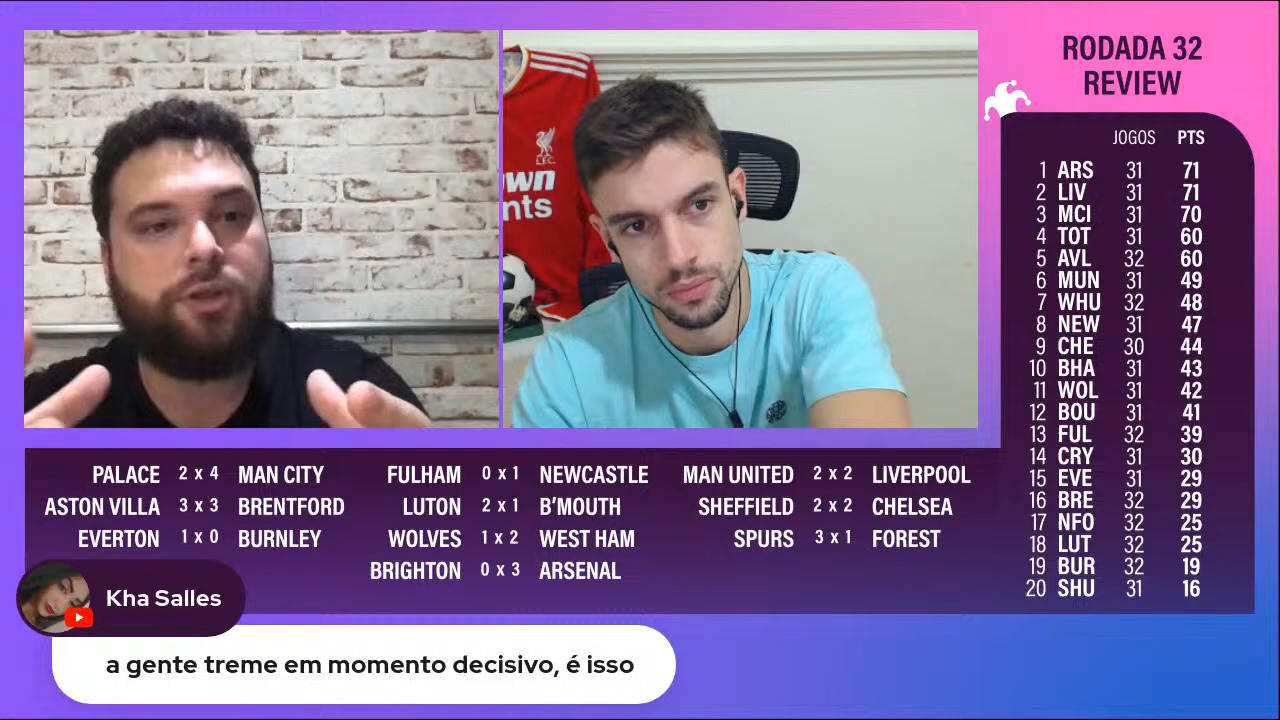 L.F.C.
wn
nts
RODADA 32
REVIEW
JOGOS PTS
1 ARS 31 71
2 LIV 31 71
3 MCI 31 70
4 TOT 31 60
5 AVL 32 60
6 MUN 31 49
7 WHU 32 48
8 NEW 31 47
9 CHE 30 44
10 BHA 31 43
11 WOL 31 42
12 BOU 31 41
13 FUL 32 39
14 CRY 31 30
15 EVE 31 29
16 BRE 32 29
17 NFO 32 25
18 LUT 32 25
19 BUR 32 19
20 SHU 31 16
PALACE 2 x 4 MAN CITY
ASTON VILLA 3 x 3 BRENTFORD
EVERTON 1 x 0 BURNLEY
FULHAM 0 x 1 NEWCASTLE
LUTON 2 x 1 B'MOUTH
WOLVES 1 x 2 WEST HAM
BRIGHTON 0 x 3 ARSENAL
MAN UNITED 2 x 2 LIVERPOOL
SHEFFIELD 2 x 2 CHELSEA
SPURS 3 x 1 FOREST
Kha Salles
a gente treme em momento decisivo, é isso